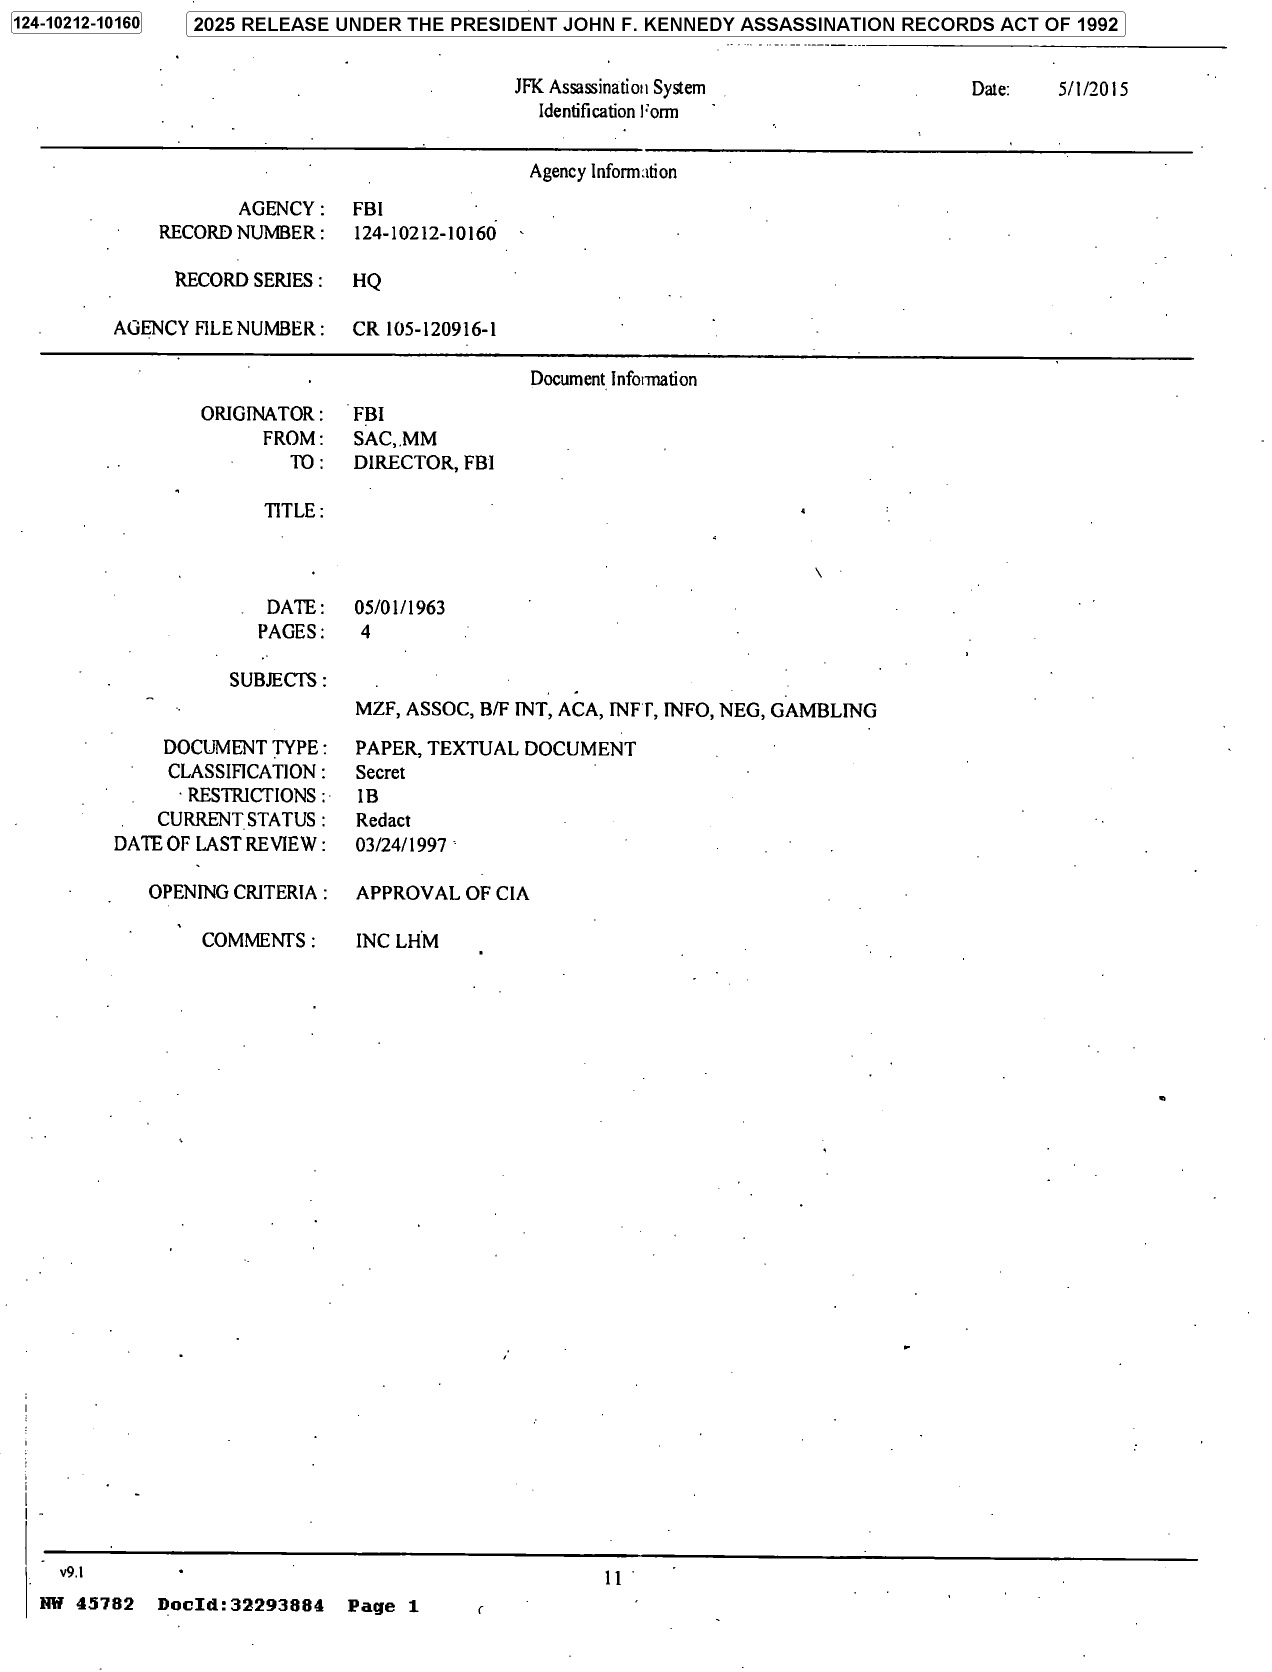 124-10212-10160 2025 RELEASE UNDER THE PRESIDENT JOHN F. KENNEDY ASSASSINATION RECORDS ACT OF 1992
JFK Assassination System Date: 5/1/2015
Identification Form
Agency Information
AGENCY : FBI
RECORD NUMBER : 124-10212-10160
RECORD SERIES : HQ
AGENCY FILE NUMBER : CR 105-120916-1
Document Information
ORIGINATOR : FBI
FROM : SAC, MM
TO : DIRECTOR, FBI
TITLE :
DATE : 05/01/1963
PAGES : 4
SUBJECTS :
MZF, ASSOC, B/F INT, ACA, INFT, INFO, NEG, GAMBLING
DOCUMENT TYPE : PAPER, TEXTUAL DOCUMENT
CLASSIFICATION : Secret
RESTRICTIONS : 1B
CURRENT STATUS : Redact
DATE OF LAST REVIEW : 03/24/1997
OPENING CRITERIA : APPROVAL OF CIA
COMMENTS : INC LHM
v9.1 11
NW 45782 DocId:32293884 Page 1